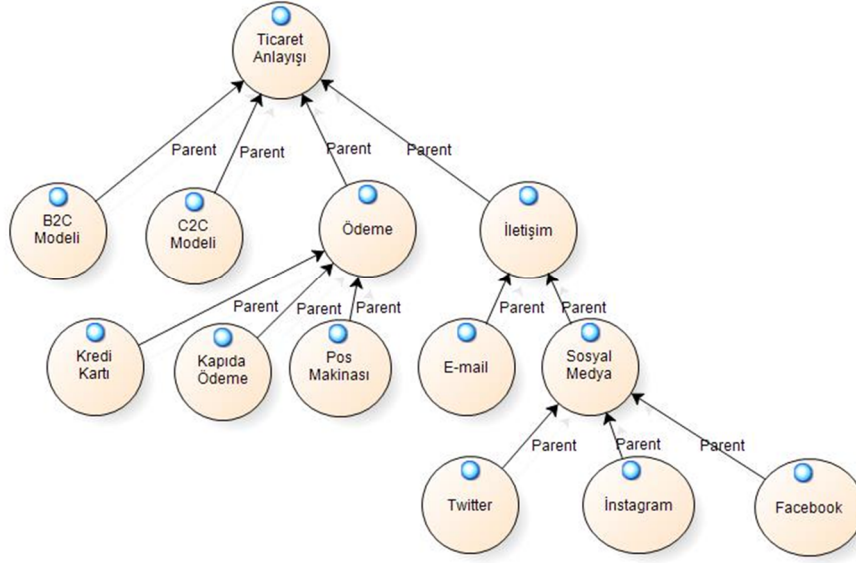 Ticaret
Anlayışı
Parent
Parent
Parent
Parent
B2C
Modeli
C2C
Modeli
Ödeme
İletişim
Parent
Parent
Parent
Parent
Parent
Kredi
Kartı
Kapıda
Ödeme
Pos
Makinası
E-mail
Sosyal
Medya
Parent
Parent
Parent
Twitter
İnstagram
Facebook